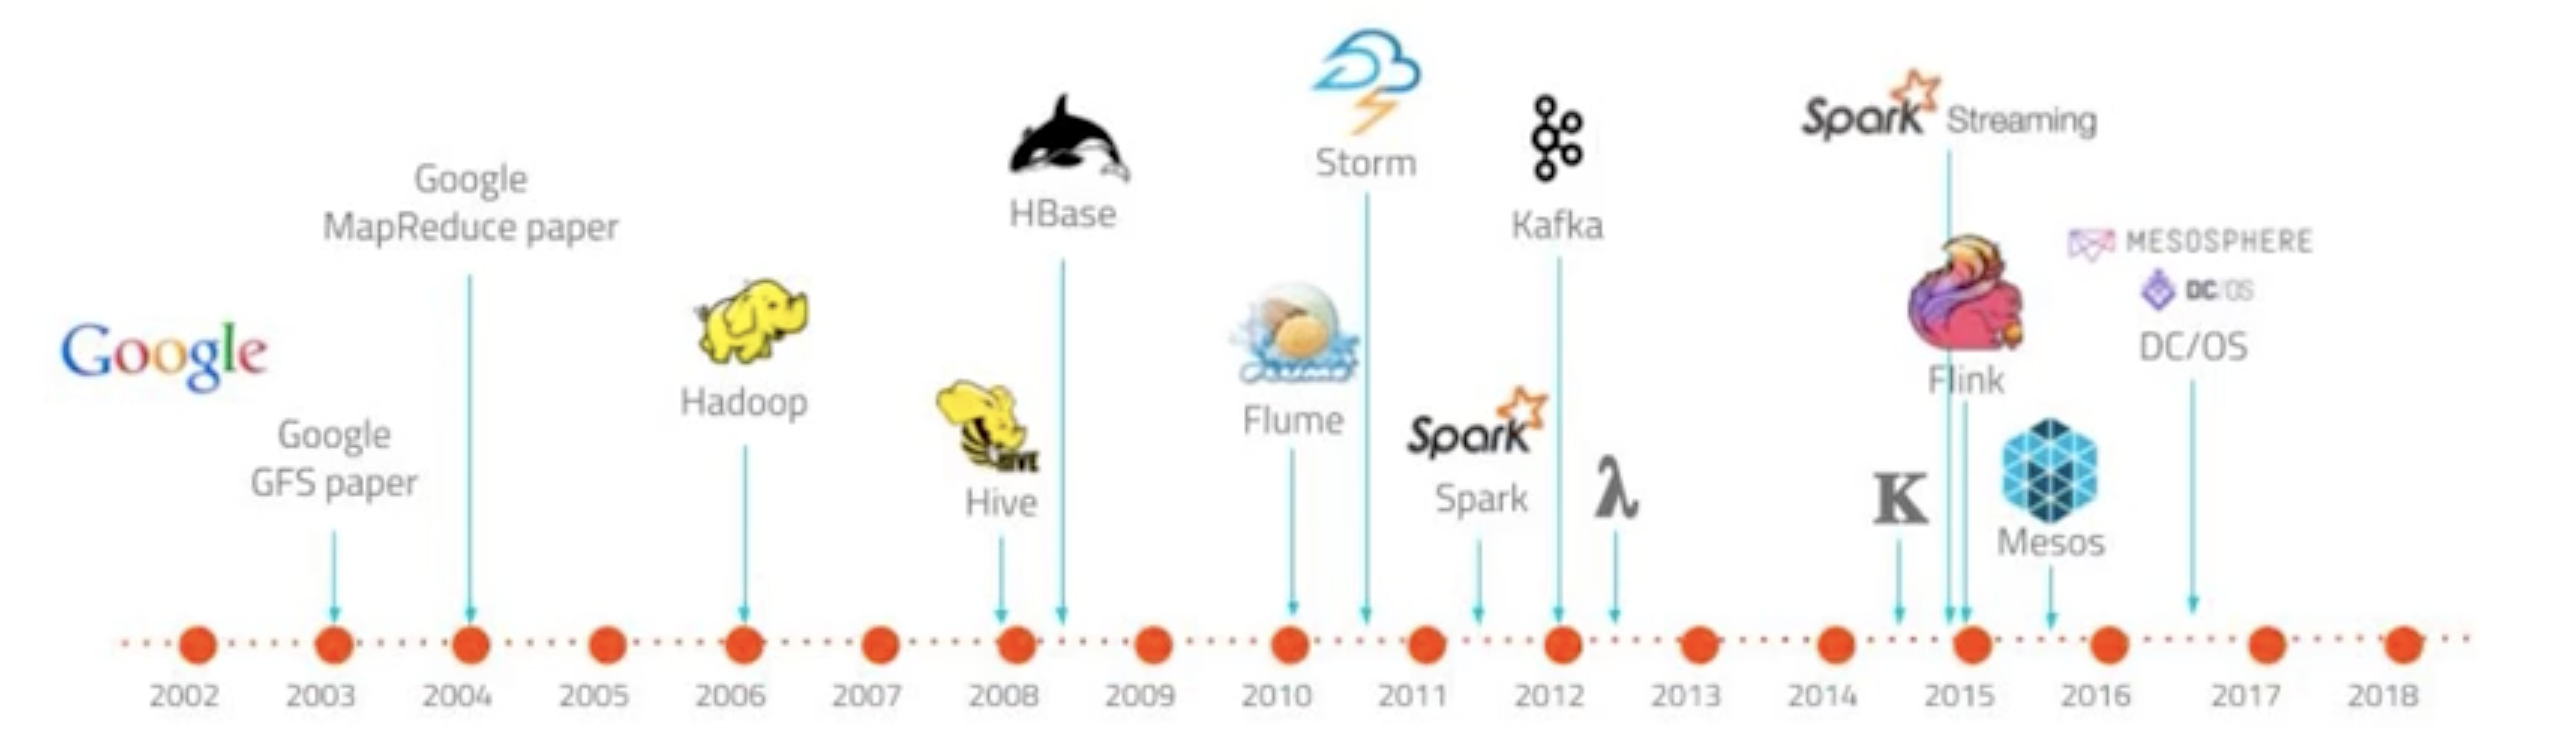 Google
Google
GFS paper
Google
MapReduce paper
Hadoop
HIVE
Hive
HBase
Flume
Storm
Spark
Spark
Kafka
λ
K
Spark Streaming
Flink
Mesos
MESOSPHERE
DC/OS
DC/OS
2002
2003
2004
2005
2006
2007
2008
2009
2010
2011
2012
2013
2014
2015
2016
2017
2018